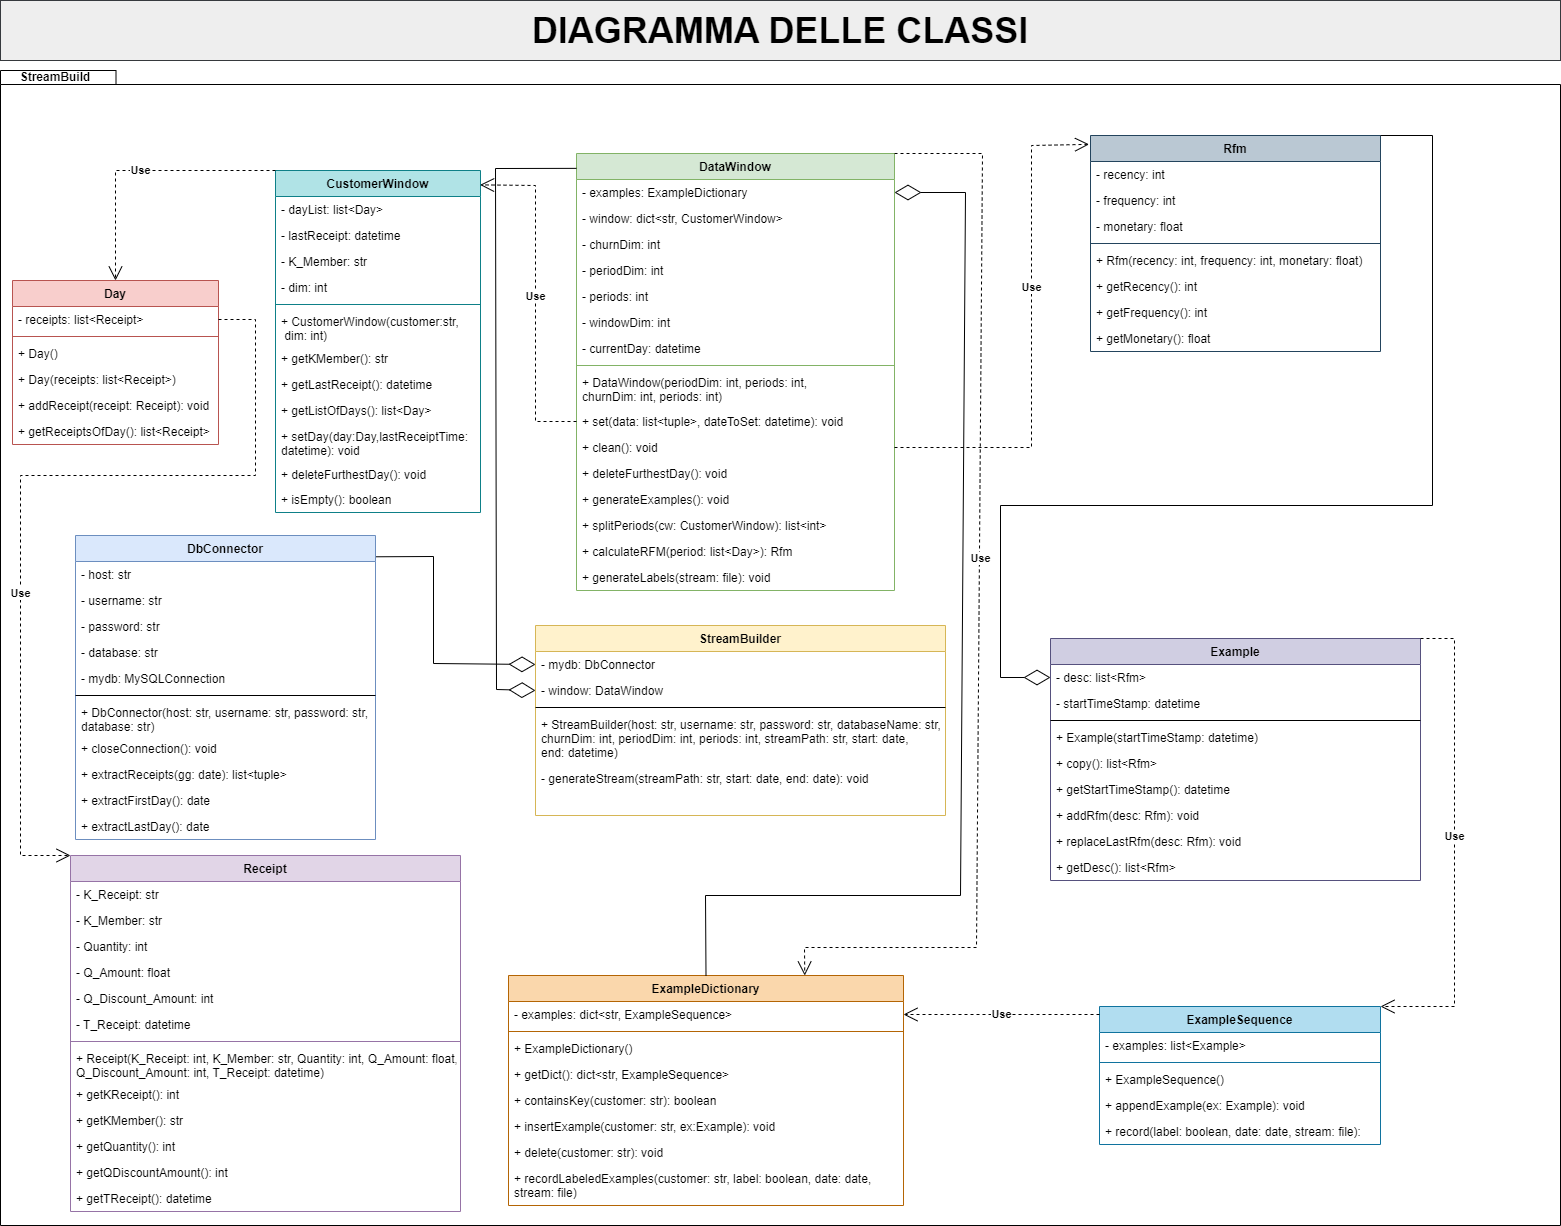 DIAGRAMMA DELLE CLASSI
StreamBuild
Use
CustomerWindow
- dayList: list<Day>
- lastReceipt: datetime
- K_Member: str
- dim: int
+ CustomerWindow(customer:str,
dim: int)
+ getKMember(): str
+ getLastReceipt(): datetime
+ getListOfDays(): list<Day>
+ setDay(day:Day,lastReceiptTime:
datetime): void
+ deleteFurthestDay(): void
+ isEmpty(): boolean
Use
DataWindow
- examples: ExampleDictionary
- window: dict<str, CustomerWindow>
- churnDim: int
- periodDim: int
- periods: int
- windowDim: int
- currentDay: datetime
+ DataWindow(periodDim: int, periods: int,
churnDim: int, periods: int)
+ set(data: list<tuple>, dateToSet: datetime): void
+ clean(): void
+ deleteFurthestDay(): void
+ generateExamples(): void
+ splitPeriods(cw: CustomerWindow): list<int>
+ calculateRFM(period: list<Day>): Rfm
+ generateLabels(stream: file): void
Use
Use
Rfm
- recency: int
- frequency: int
- monetary: float
+ Rfm(recency: int, frequency: int, monetary: float)
+ getRecency(): int
+ getFrequency(): int
+ getMonetary(): float
Day
- receipts: list<Receipt>
+ Day()
+ Day(receipts: list<Receipt>)
+ addReceipt(receipt: Receipt): void
+ getReceiptsOfDay(): list<Receipt>
Use
DbConnector
- host: str
- username: str
- password: str
- database: str
- mydb: MySQLConnection
+ DbConnector(host: str, username: str, password: str,
database: str)
+ closeConnection(): void
+ extractReceipts(gg: date): list<tuple>
+ extractFirstDay(): date
+ extractLastDay(): date
StreamBuilder
- mydb: DbConnector
- window: DataWindow
+ StreamBuilder(host: str, username: str, password: str, databaseName: str,
churnDim: int, periodDim: int, periods: int, streamPath: str, start: date,
end: datetime)
- generateStream(streamPath: str, start: date, end: date): void
Example
- desc: list<Rfm>
- startTimeStamp: datetime
+ Example(startTimeStamp: datetime)
+ copy(): list<Rfm>
+ getStartTimeStamp(): datetime
+ addRfm(desc: Rfm): void
+ replaceLastRfm(desc: Rfm): void
+ getDesc(): list<Rfm>
Use
Receipt
- K_Receipt: str
- K_Member: str
- Quantity: int
- Q_Amount: float
- Q_Discount_Amount: int
- T_Receipt: datetime
+ Receipt(K_Receipt: int, K_Member: str, Quantity: int, Q_Amount: float,
Q_Discount_Amount: int, T_Receipt: datetime)
+ getKReceipt(): int
+ getKMember(): str
+ getQuantity(): int
+ getQDiscountAmount(): int
+ getTReceipt(): datetime
ExampleDictionary
- examples: dict<str, ExampleSequence>
+ ExampleDictionary()
+ getDict(): dict<str, ExampleSequence>
+ containsKey(customer: str): boolean
+ insertExample(customer: str, ex:Example): void
+ delete(customer: str): void
+ recordLabeledExamples(customer: str, label: boolean, date: date,
stream: file)
Use
ExampleSequence
- examples: list<Example>
+ ExampleSequence()
+ appendExample(ex: Example): void
+ record(label: boolean, date: date, stream: file):